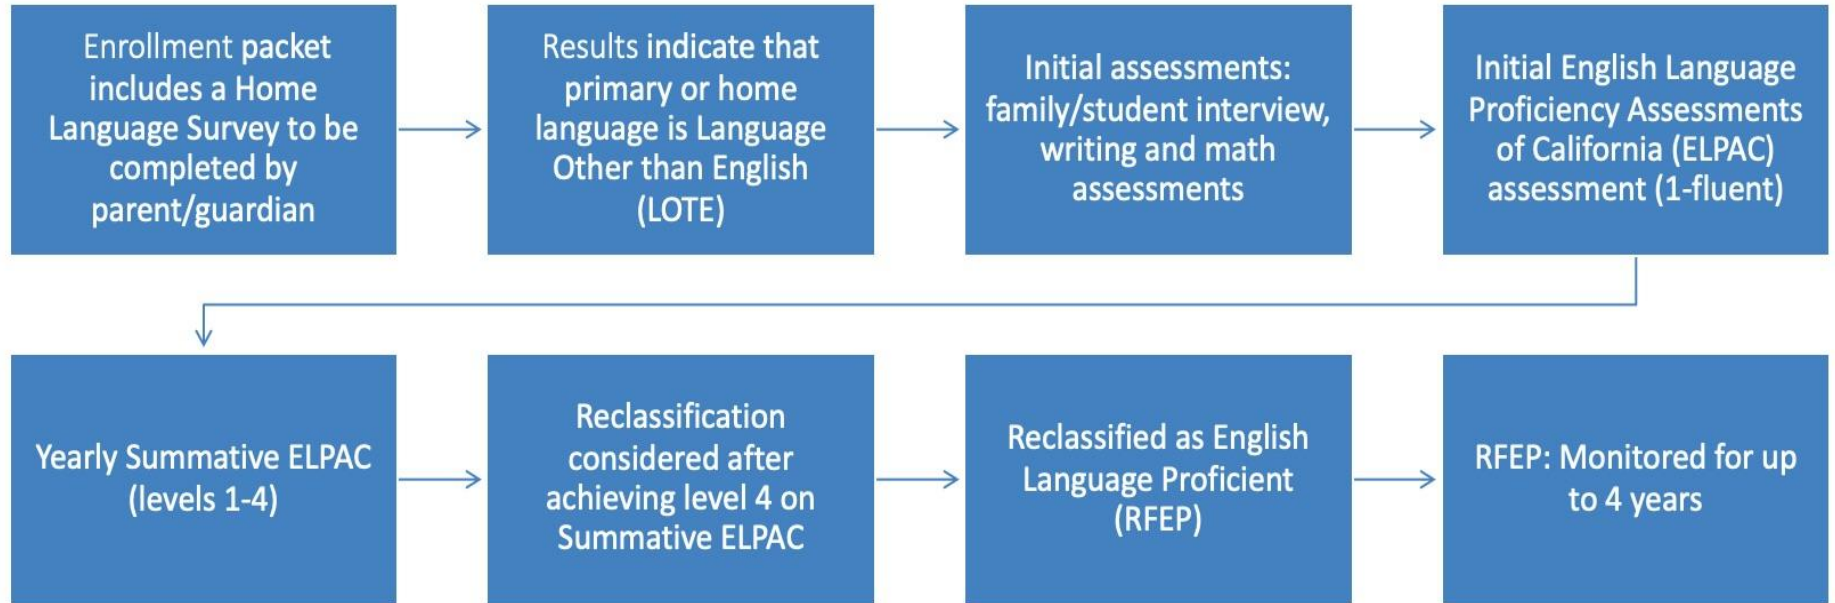 Enrollment packet
includes a Home
Language Survey to be
completed by
parent/guardian
Results indicate that
primary or home
language is Language
Other than English
(LOTE)
Initial assessments:
family/student interview,
writing and math
assessments
Initial English Language
Proficiency Assessments
of California (ELPAC)
assessment (1-fluent)
Yearly Summative ELPAC
(levels 1-4)
Reclassification
considered after
achieving level 4 on
Summative ELPAC
Reclassified as English
Language Proficient
(RFEP)
RFEP: Monitored for up
to 4 years